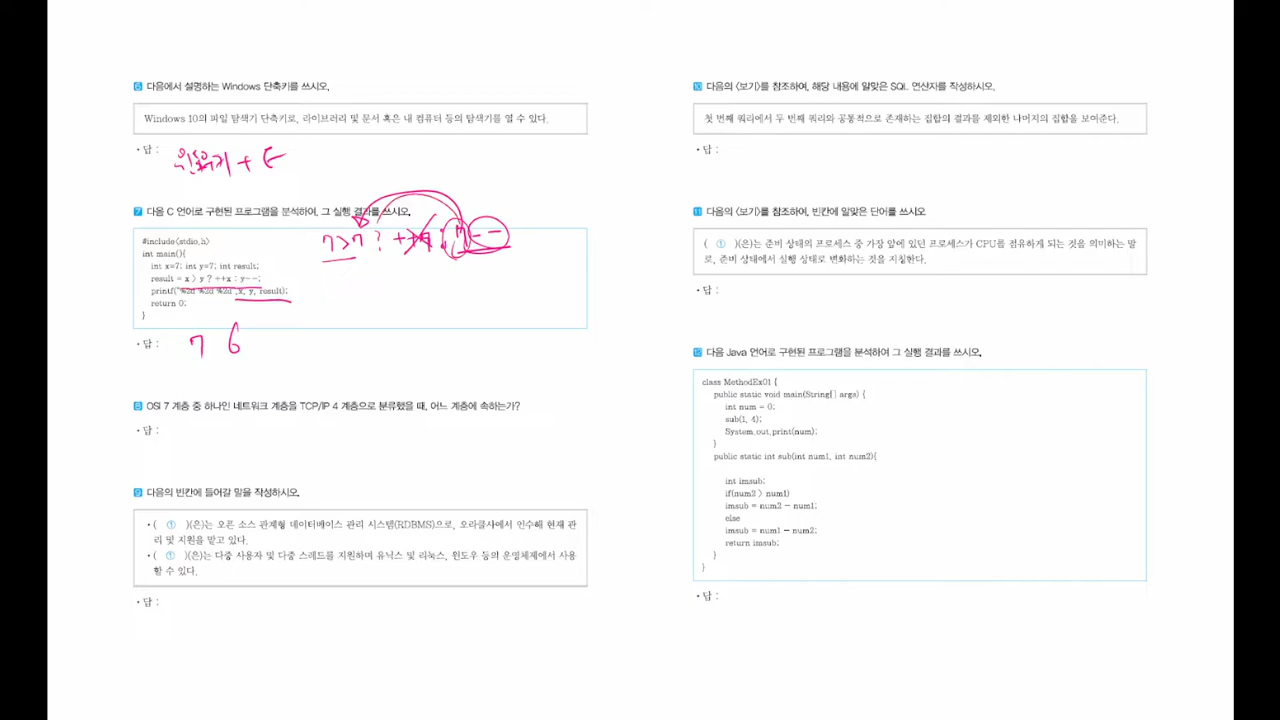 6 다음에서 설명하는 Windows 단축키를 쓰시오.
Windows 10의 파일 탐색기 단축키로, 라이브러리 및 문서 혹은 내 컴퓨터 등의 탐색기를 열 수 있다.
• 답 : 윈도우키 + E
7 다음 C 언어로 구현된 프로그램을 분석하여, 그 실행 결과를 쓰시오.
7>7 ? ++x : 7--
#include<stdio.h>
int main(){
int x=7; int y=7; int result;
result = x > y ? ++x : y--;
printf("%2d %2d %2d",x, y, result);
return 0;
}
• 답 : 7 6
8 OSI 7 계층 중 하나인 네트워크 계층을 TCP/IP 4 계층으로 분류했을 때, 어느 계층에 속하는가?
• 답 :
9 다음의 빈칸에 들어갈 말을 작성하시오.
• ( ① )(은)는 오픈 소스 관계형 데이터베이스 관리 시스템(RDBMS)으로, 오라클사에서 인수해 현재 관
리 및 지원을 맡고 있다.
• ( ① )(은)는 다중 사용자 및 다중 스레드를 지원하며 유닉스 및 리눅스, 윈도우 등의 운영체제에서 사용
할 수 있다.
• 답 :
10 다음의 <보기>를 참조하여, 해당 내용에 알맞은 SQL 연산자를 작성하시오.
첫 번째 쿼리에서 두 번째 쿼리와 공통적으로 존재하는 집합의 결과를 제외한 나머지의 집합을 보여준다.
• 답 :
11 다음의 <보기>를 참조하여, 빈칸에 알맞은 단어를 쓰시오
( ① )(은)는 준비 상태의 프로세스 중 가장 앞에 있던 프로세스가 CPU를 점유하게 되는 것을 의미하는 말
로, 준비 상태에서 실행 상태로 변화하는 것을 지칭한다.
• 답 :
12 다음 Java 언어로 구현된 프로그램을 분석하여 그 실행 결과를 쓰시오.
class MethodEx01 {
public static void main(String[] args) {
int num = 0;
sub(1, 4);
System.out.print(num);
}
public static int sub(int num1, int num2){
int imsub;
if(num2 > num1)
imsub = num2 - num1;
else
imsub = num1 - num2;
return imsub;
}
}
• 답 :